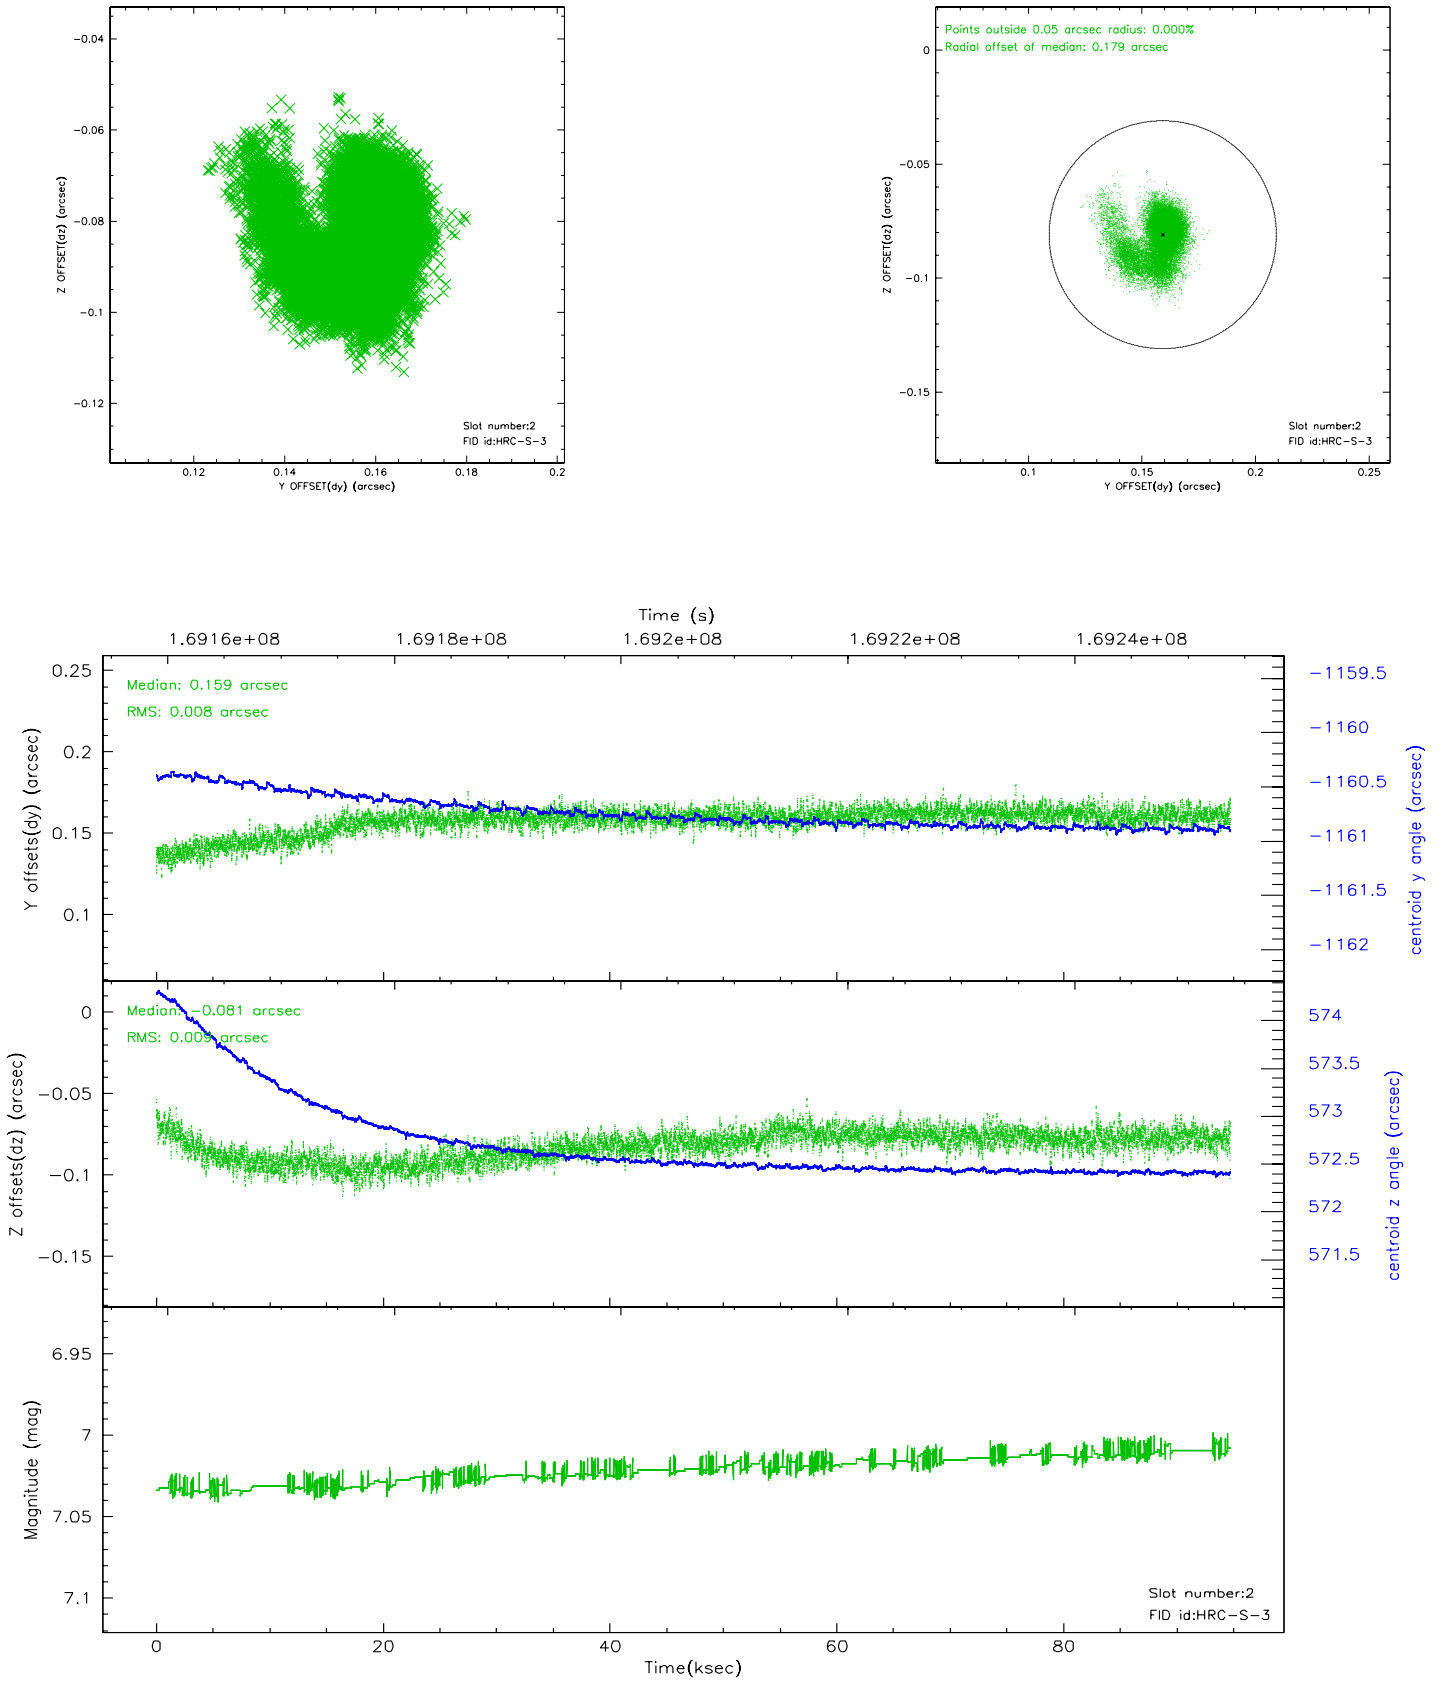 -0.04
-0.06
-0.08
-0.1
-0.12
Z OFFSET(dz) (arcsec)
Slot number:2
FID id:HRC-S-3
0.12 0.14 0.16 0.18 0.2
Y OFFSET(dy) (arcsec)
Points outside 0.05 arcsec radius: 0.000%
Radial offset of median: 0.179 arcsec
0
-0.05
-0.1
-0.15
Z OFFSET(dz) (arcsec)
Slot number:2
FID id:HRC-S-3
0.1 0.15 0.2 0.25
Y OFFSET(dy) (arcsec)
Time (s)
1.6916e+08 1.6918e+08 1.692e+08 1.6922e+08 1.6924e+08
Median: 0.159 arcsec
RMS: 0.008 arcsec
0.25
0.2
0.15
0.1
Y offsets(dy) (arcsec)
-1159.5
-1160
-1160.5
-1161
-1161.5
-1162
centroid y angle (arcsec)
Median: -0.081 arcsec
RMS: 0.009 arcsec
0
-0.05
-0.1
-0.15
Z offsets(dz) (arcsec)
574
573.5
573
572.5
572
571.5
centroid z angle (arcsec)
6.95
7
7.05
7.1
Magnitude (mag)
Slot number:2
FID id:HRC-S-3
0 20 40 60 80
Time(ksec)